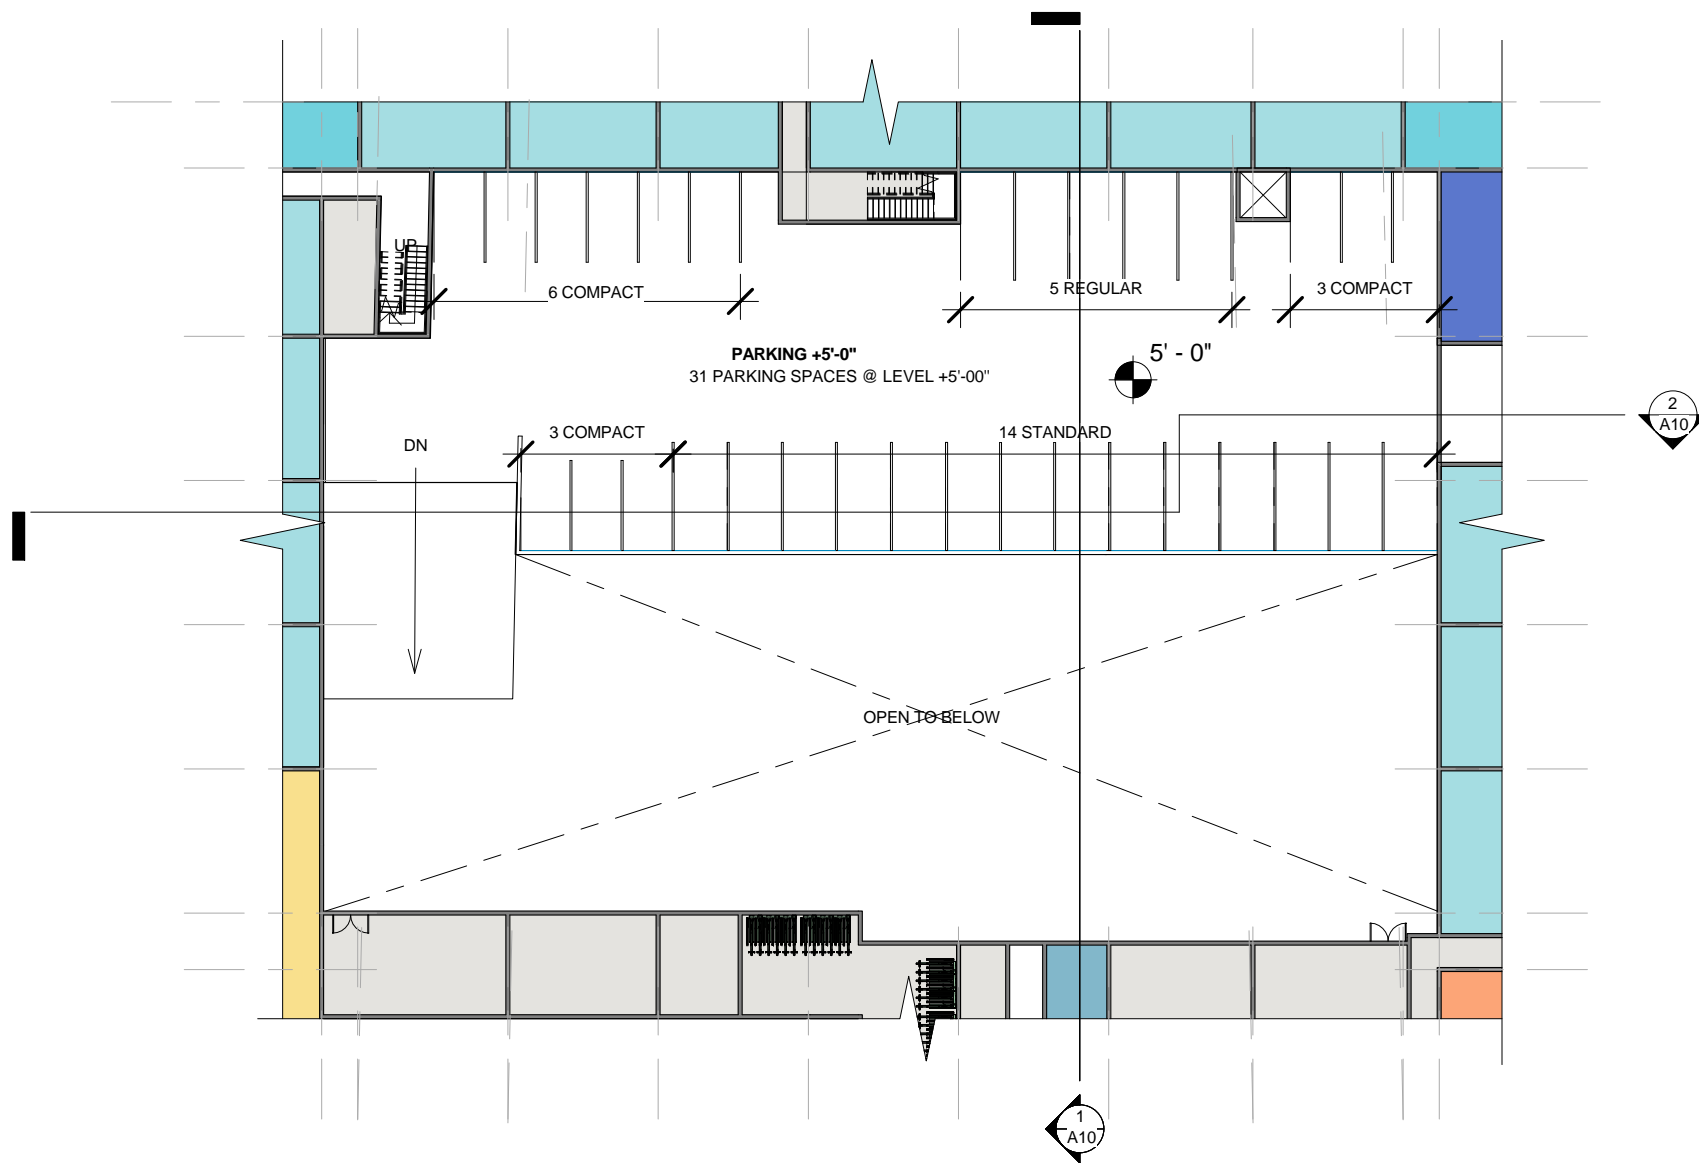 UP
6 COMPACT
5 REGULAR
3 COMPACT
PARKING +5'-0"
31 PARKING SPACES @ LEVEL +5'-00"
5' - 0"
2
A10
DN
3 COMPACT
14 STANDARD
OPEN TO BELOW
1
A10